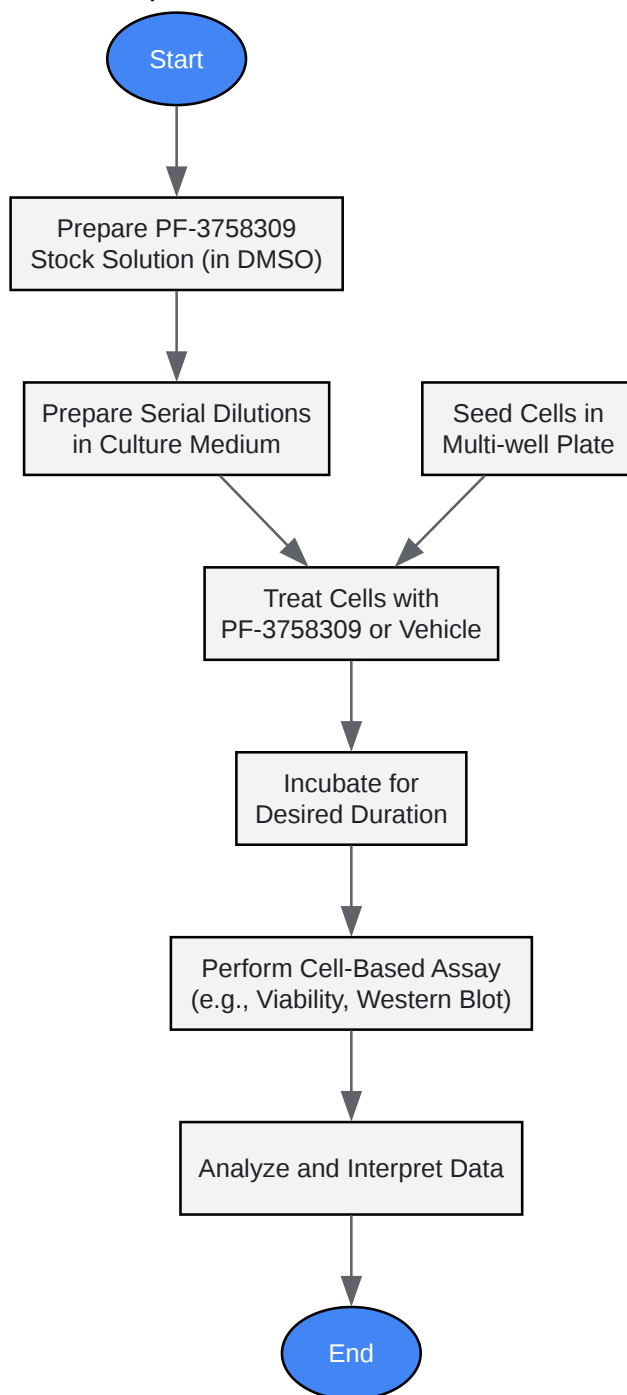 Start
Prepare PF-3758309
Stock Solution (in DMSO)
Prepare Serial Dilutions
in Culture Medium
Seed Cells in
Multi-well Plate
Treat Cells with
PF-3758309 or Vehicle
Incubate for
Desired Duration
Perform Cell-Based Assay
(e.g., Viability, Western Blot)
Analyze and Interpret Data
End